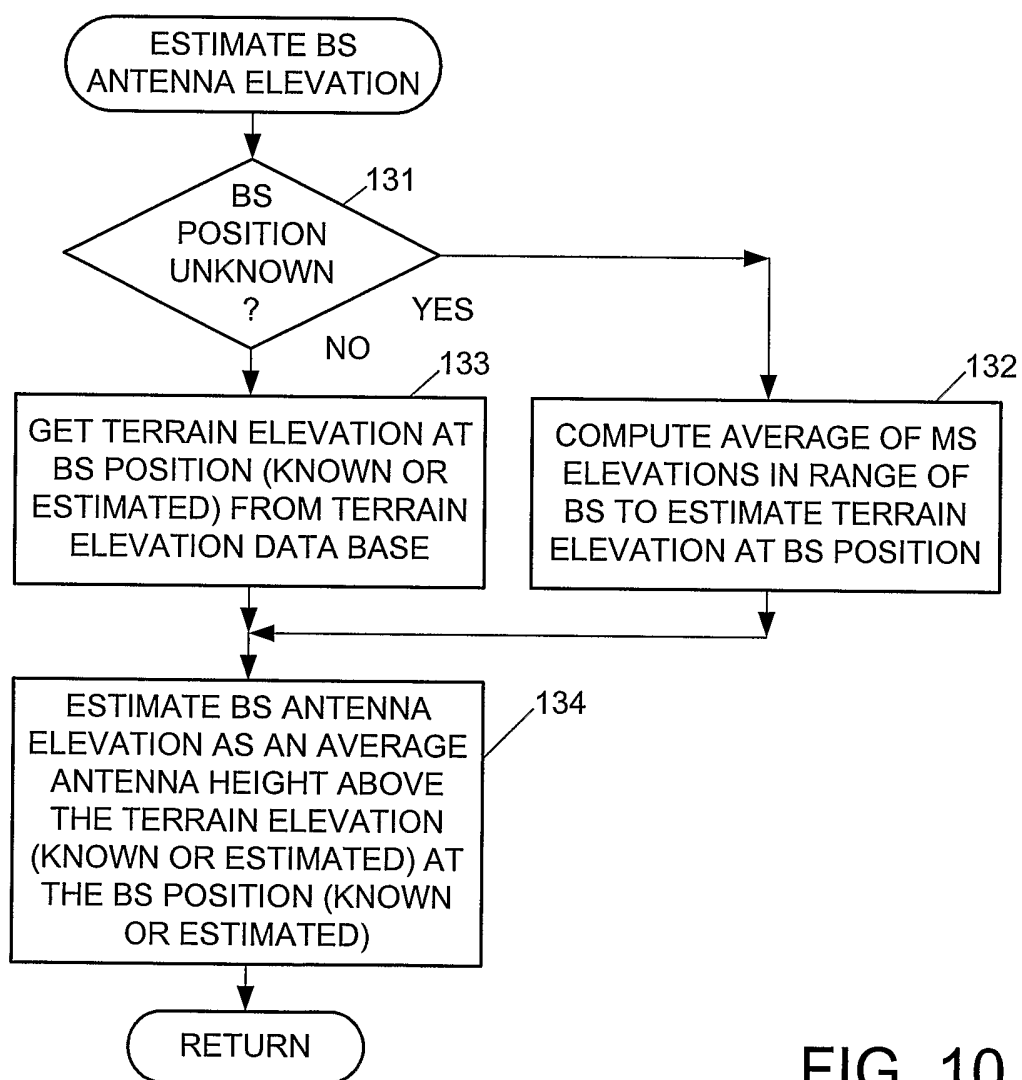 ESTIMATE BS
ANTENNA ELEVATION
131
BS
POSITION
UNKNOWN
?
YES
NO
133
132
GET TERRAIN ELEVATION AT
BS POSITION (KNOWN OR
ESTIMATED) FROM TERRAIN
ELEVATION DATA BASE
COMPUTE AVERAGE OF MS
ELEVATIONS IN RANGE OF
BS TO ESTIMATE TERRAIN
ELEVATION AT BS POSITION
134
ESTIMATE BS ANTENNA
ELEVATION AS AN AVERAGE
ANTENNA HEIGHT ABOVE
THE TERRAIN ELEVATION
(KNOWN OR ESTIMATED) AT
THE BS POSITION (KNOWN
OR ESTIMATED)
RETURN
FIG. 10